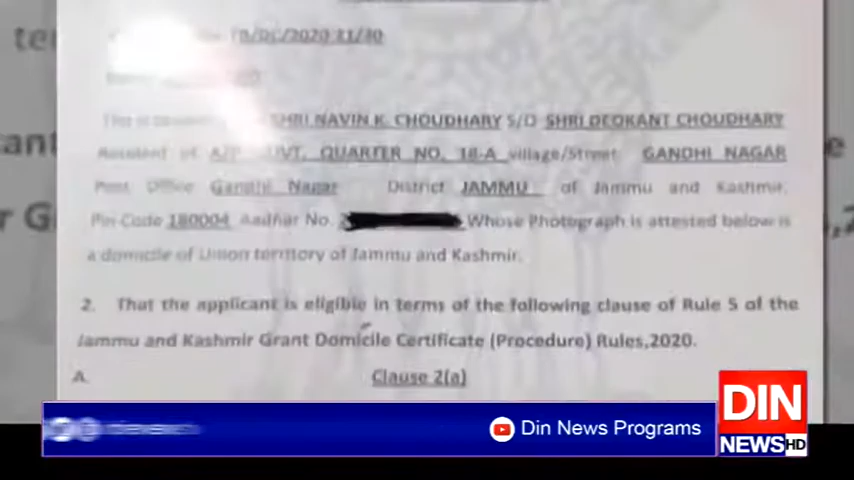 /2020 11/30
SHRI NAVIN K. CHOUDHARY S/O SHRI DEOKANT CHOUDHARY
Resident of QUARTER NO. 18-A village/Street GANDHI NAGAR
Post Office Gandhi Nagar District JAMMU of Jammu and Kashmir.
Pin Code 180004 Aadhar No. Whose Photograph is attested below is
a domicile of Union territory of Jammu and Kashmir.
2. That the applicant is eligible in terms of the following clause of Rule 5 of the
Jammu and Kashmir Grant Domicile Certificate (Procedure) Rules,2020.
A. Clause 2(a)
Din News Programs
DIN
NEWS HD